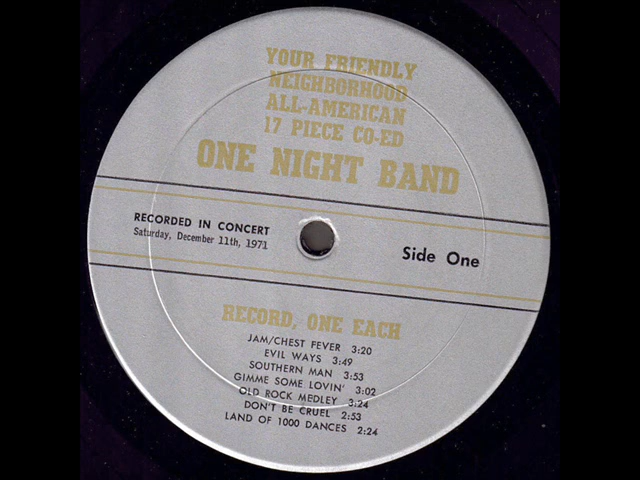 YOUR FRIENDLY
NEIGHBORHOOD
ALL-AMERICAN
17 PIECE CO-ED
ONE NIGHT BAND
RECORDED IN CONCERT
Saturday, December 11th, 1971
Side One
RECORD, ONE EACH
JAM/CHEST FEVER 3:20
EVIL WAYS 3:49
SOUTHERN MAN 3:53
GIMME SOME LOVIN' 3:02
OLD ROCK MEDLEY 3:24
DON'T BE CRUEL 2:53
LAND OF 1000 DANCES 2:24